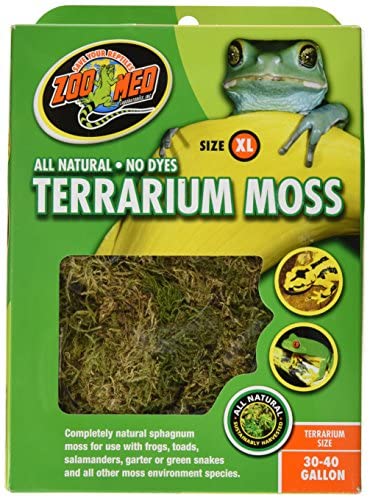 SAVE YOUR REPTILES
ZOO MED
SIZE XL
ALL NATURAL • NO DYES
TERRARIUM MOSS
ALL NATURAL
SUSTAINABLY HARVESTED
Completely natural sphagnum
moss for use with frogs, toads,
salamanders, garter or green snakes
and all other moss environment species.
TERRARIUM
SIZE
30-40
GALLON